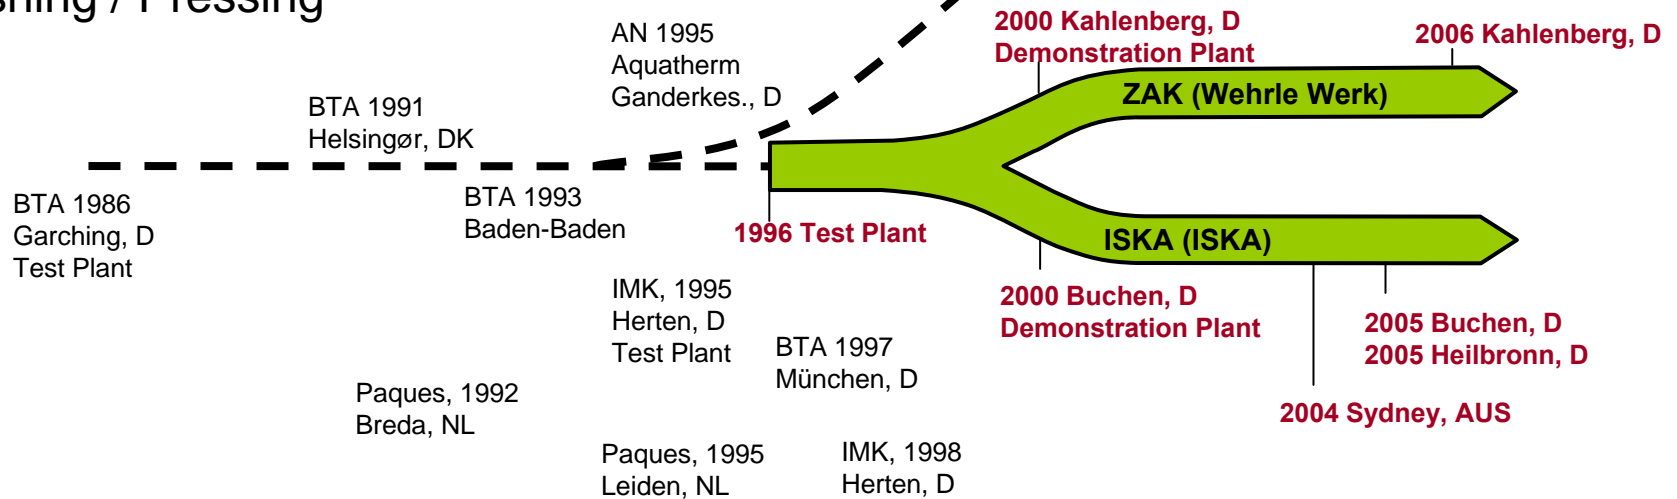 / Pressing
AN 1995
Aquatherm
Ganderkes., D
2000 Kahlenberg, D
Demonstration Plant
2006 Kahlenberg, D
BTA 1991
Helsingør, DK
ZAK (Wehrle Werk)
BTA 1986
Garching, D
Test Plant
BTA 1993
Baden-Baden
1996 Test Plant
ISKA (ISKA)
IMK, 1995
Herten, D
Test Plant
BTA 1997
München, D
2000 Buchen, D
Demonstration Plant
2005 Buchen, D
2005 Heilbronn, D
2004 Sydney, AUS
Paques, 1992
Breda, NL
Paques, 1995
Leiden, NL
IMK, 1998
Herten, D